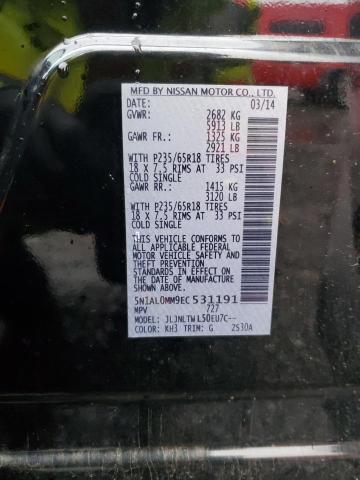 MFD BY NISSAN MOTOR CO., LTD.
03/14
GVWR: 2682 KG
5913 LB
GAWR FR.: 1325 KG
2921 LB
WITH P235/65R18 TIRES
18 X 7.5 RIMS AT 33 PSI
COLD SINGLE
GAWR RR.: 1415 KG
3120 LB
WITH P235/65R18 TIRES
18 X 7.5 RIMS AT 33 PSI
COLD SINGLE
THIS VEHICLE CONFORMS TO
ALL APPLICABLE FEDERAL
MOTOR VEHICLE SAFETY
AND THEFT PREVENTION
STANDARDS IN EFFECT ON
THE DATE OF MANUFACTURE
SHOWN ABOVE.
5N1AL0MM9EC531191
MPV 727
MODEL: JLJNLTWL50EU7C--
COLOR: KH3 TRIM: G 2S30A